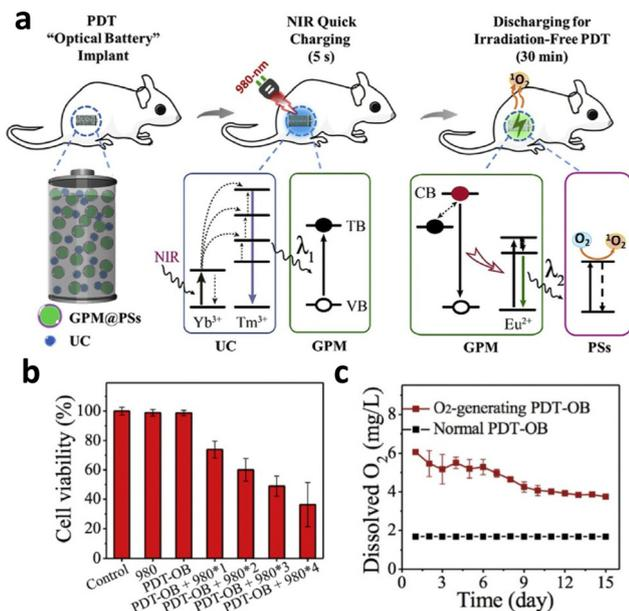 a
PDT
“Optical Battery”
Implant
NIR Quick
Charging
(5 s)
Discharging for
Irradiation-Free PDT
(30 min)
980-nm
¹O₂
NIR
Yb³⁺
Tm³⁺
λ₁
TB
VB
CB
Eu²⁺
λ₂
O₂
¹O₂
GPM@PSs
UC
UC
GPM
GPM
PSs
b
Cell viability (%)
120
100
80
60
40
20
0
Control
980
PDT-OB
PDT-OB + 980*1
PDT-OB + 980*2
PDT-OB + 980*3
PDT-OB + 980*4
c
Dissolved O₂ (mg/L)
8
6
4
2
0
O₂-generating PDT-OB
Normal PDT-OB
0
3
6
9
12
15
Time (day)